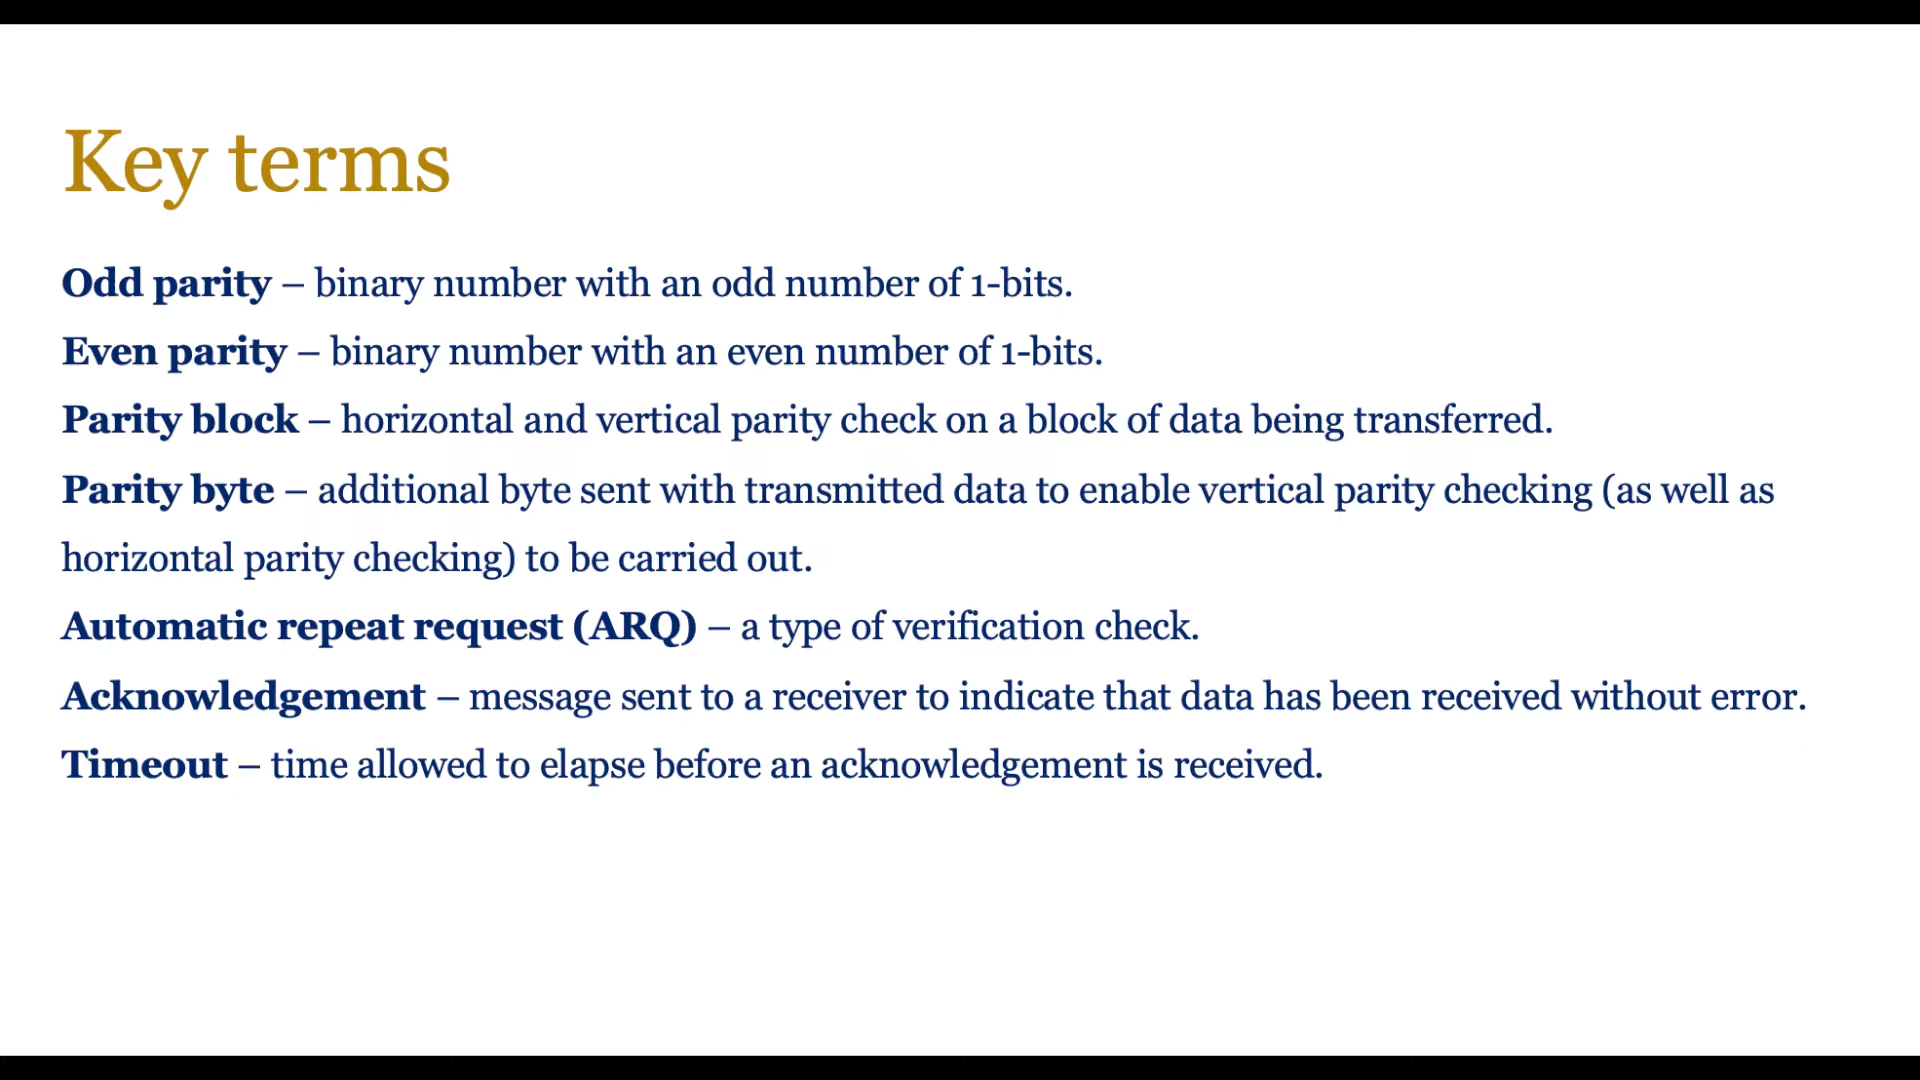 Key terms
Odd parity – binary number with an odd number of 1-bits.
Even parity – binary number with an even number of 1-bits.
Parity block – horizontal and vertical parity check on a block of data being transferred.
Parity byte – additional byte sent with transmitted data to enable vertical parity checking (as well as
horizontal parity checking) to be carried out.
Automatic repeat request (ARQ) – a type of verification check.
Acknowledgement – message sent to a receiver to indicate that data has been received without error.
Timeout – time allowed to elapse before an acknowledgement is received.